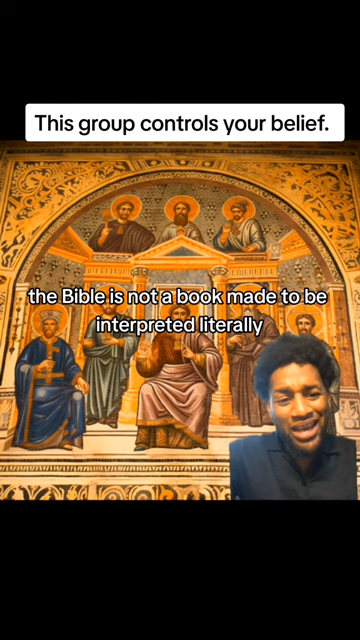 This group controls your belief.
the Bible is not a book made to be
interpreted literally